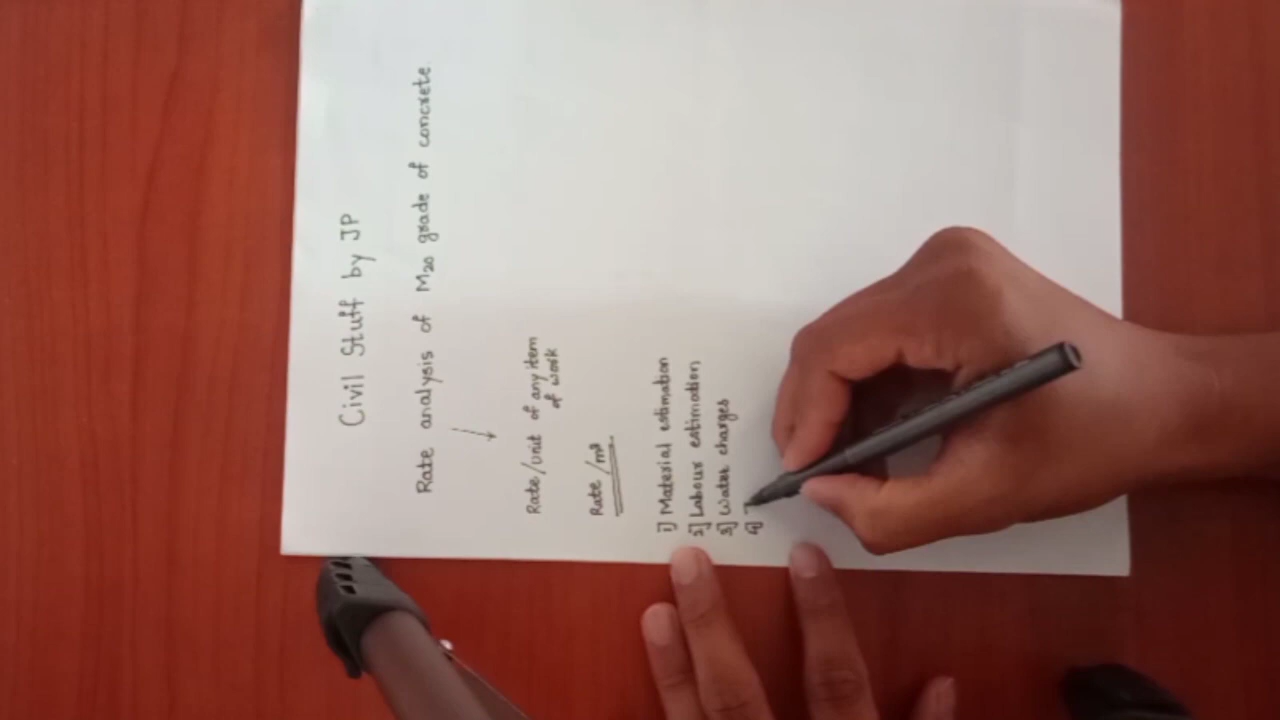 Civil Stuff by JP
Rate analysis of M20 grade of concrete
Rate/Unit of any item
of work
Rate/m³
1] Material estimation
2] Labour estimation
3] Water charges
4]